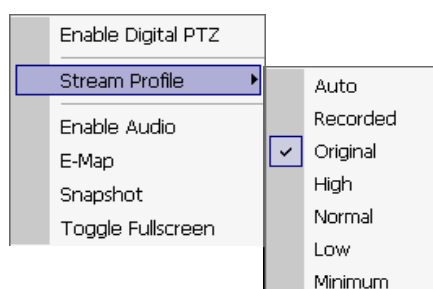 Enable Digital PTZ
Stream Profile
Enable Audio
E-Map
Snapshot
Toggle Fullscreen
Auto
Recorded
Original
High
Normal
Low
Minimum